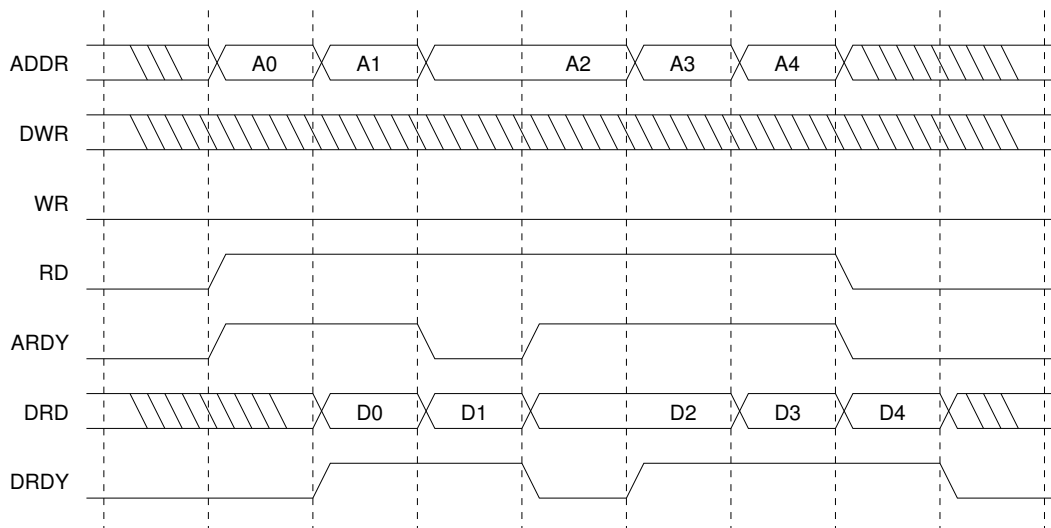 ADDR A0 A1 A2 A3 A4
DWR
WR
RD
ARDY
DRD D0 D1 D2 D3 D4
DRDY